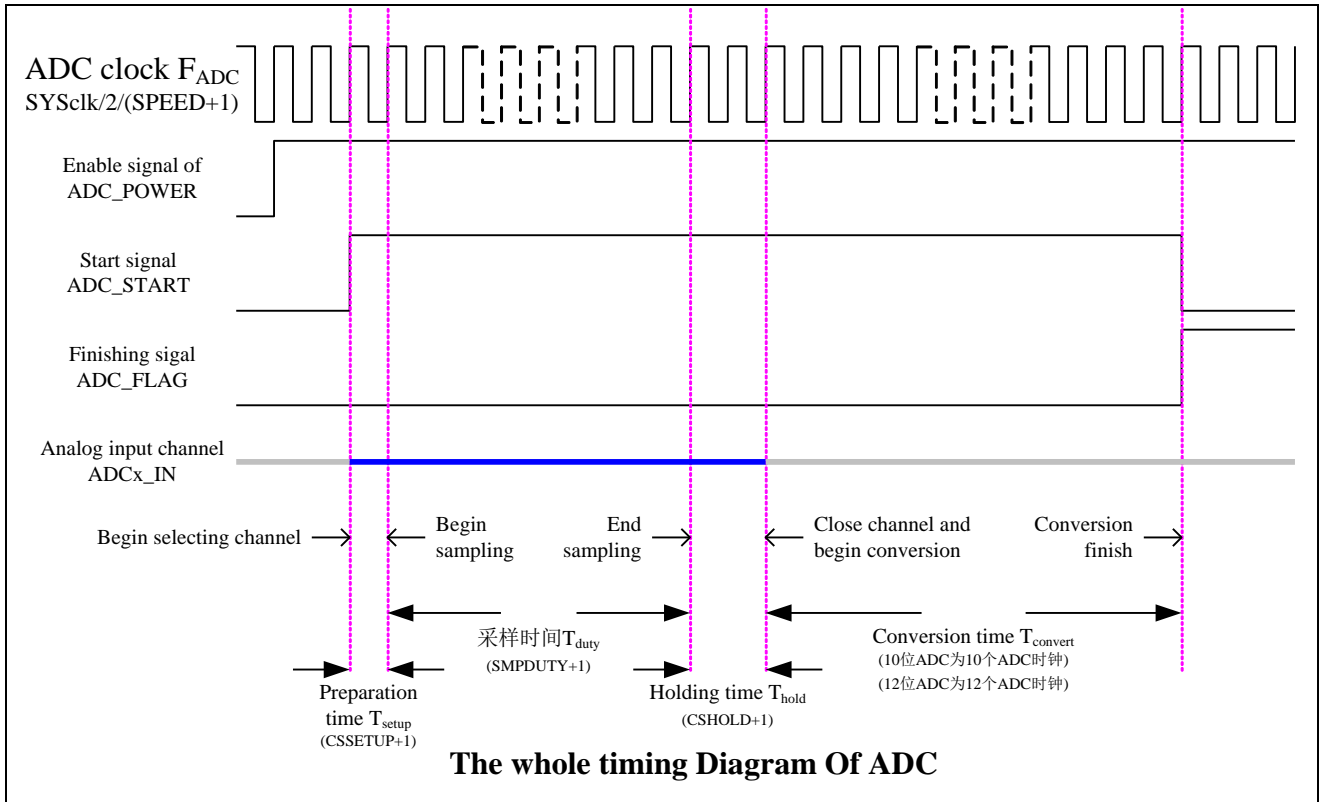 ADC clock FADC
SYSclk/2/(SPEED+1)
Enable signal of
ADC_POWER
Start signal
ADC_START
Finishing sigal
ADC_FLAG
Analog input channel
ADCx_IN
Begin selecting channel
Begin
sampling
End
sampling
Close channel and
begin conversion
Conversion
finish
采样时间Tduty
(SMPDUTY+1)
Conversion time Tconvert
(10位ADC为10个ADC时钟)
(12位ADC为12个ADC时钟)
Preparation
time Tsetup
(CSSETUP+1)
Holding time Thold
(CSHOLD+1)
The whole timing Diagram Of ADC